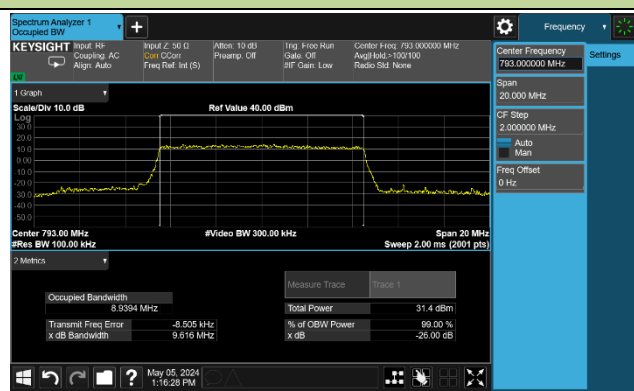 Spectrum Analyzer 1
Occupied BW
+
Frequency
KEYSIGHT
Input: RF
Coupling: AC
Align: Auto
Input Z: 50 Ω
Corr CCorr
Freq Ref: Int (S)
Atten: 10 dB
Preamp: Off
Trig: Free Run
Gate: Off
#IF Gain: Low
Center Freq: 793.000000 MHz
Avg|Hold:>100/100
Radio Std: None
Center Frequency
793.000000 MHz
Settings
Span
20.000 MHz
CF Step
2.000000 MHz
Auto
Man
Freq Offset
0 Hz
1 Graph
Scale/Div 10.0 dB
Ref Value 40.00 dBm
Log
30.0
20.0
10.0
0.00
-10.0
-20.0
-30.0
-40.0
-50.0
Center 793.00 MHz
#Video BW 300.00 kHz
Span 20 MHz
#Res BW 100.00 kHz
Sweep 2.00 ms (2001 pts)
2 Metrics
Measure Trace
Trace 1
Occupied Bandwidth
8.9394 MHz
Total Power
31.4 dBm
Transmit Freq Error
-8.505 kHz
% of OBW Power
99.00 %
x dB Bandwidth
9.616 MHz
x dB
-26.00 dB
?
May 05, 2024
1:16:28 PM